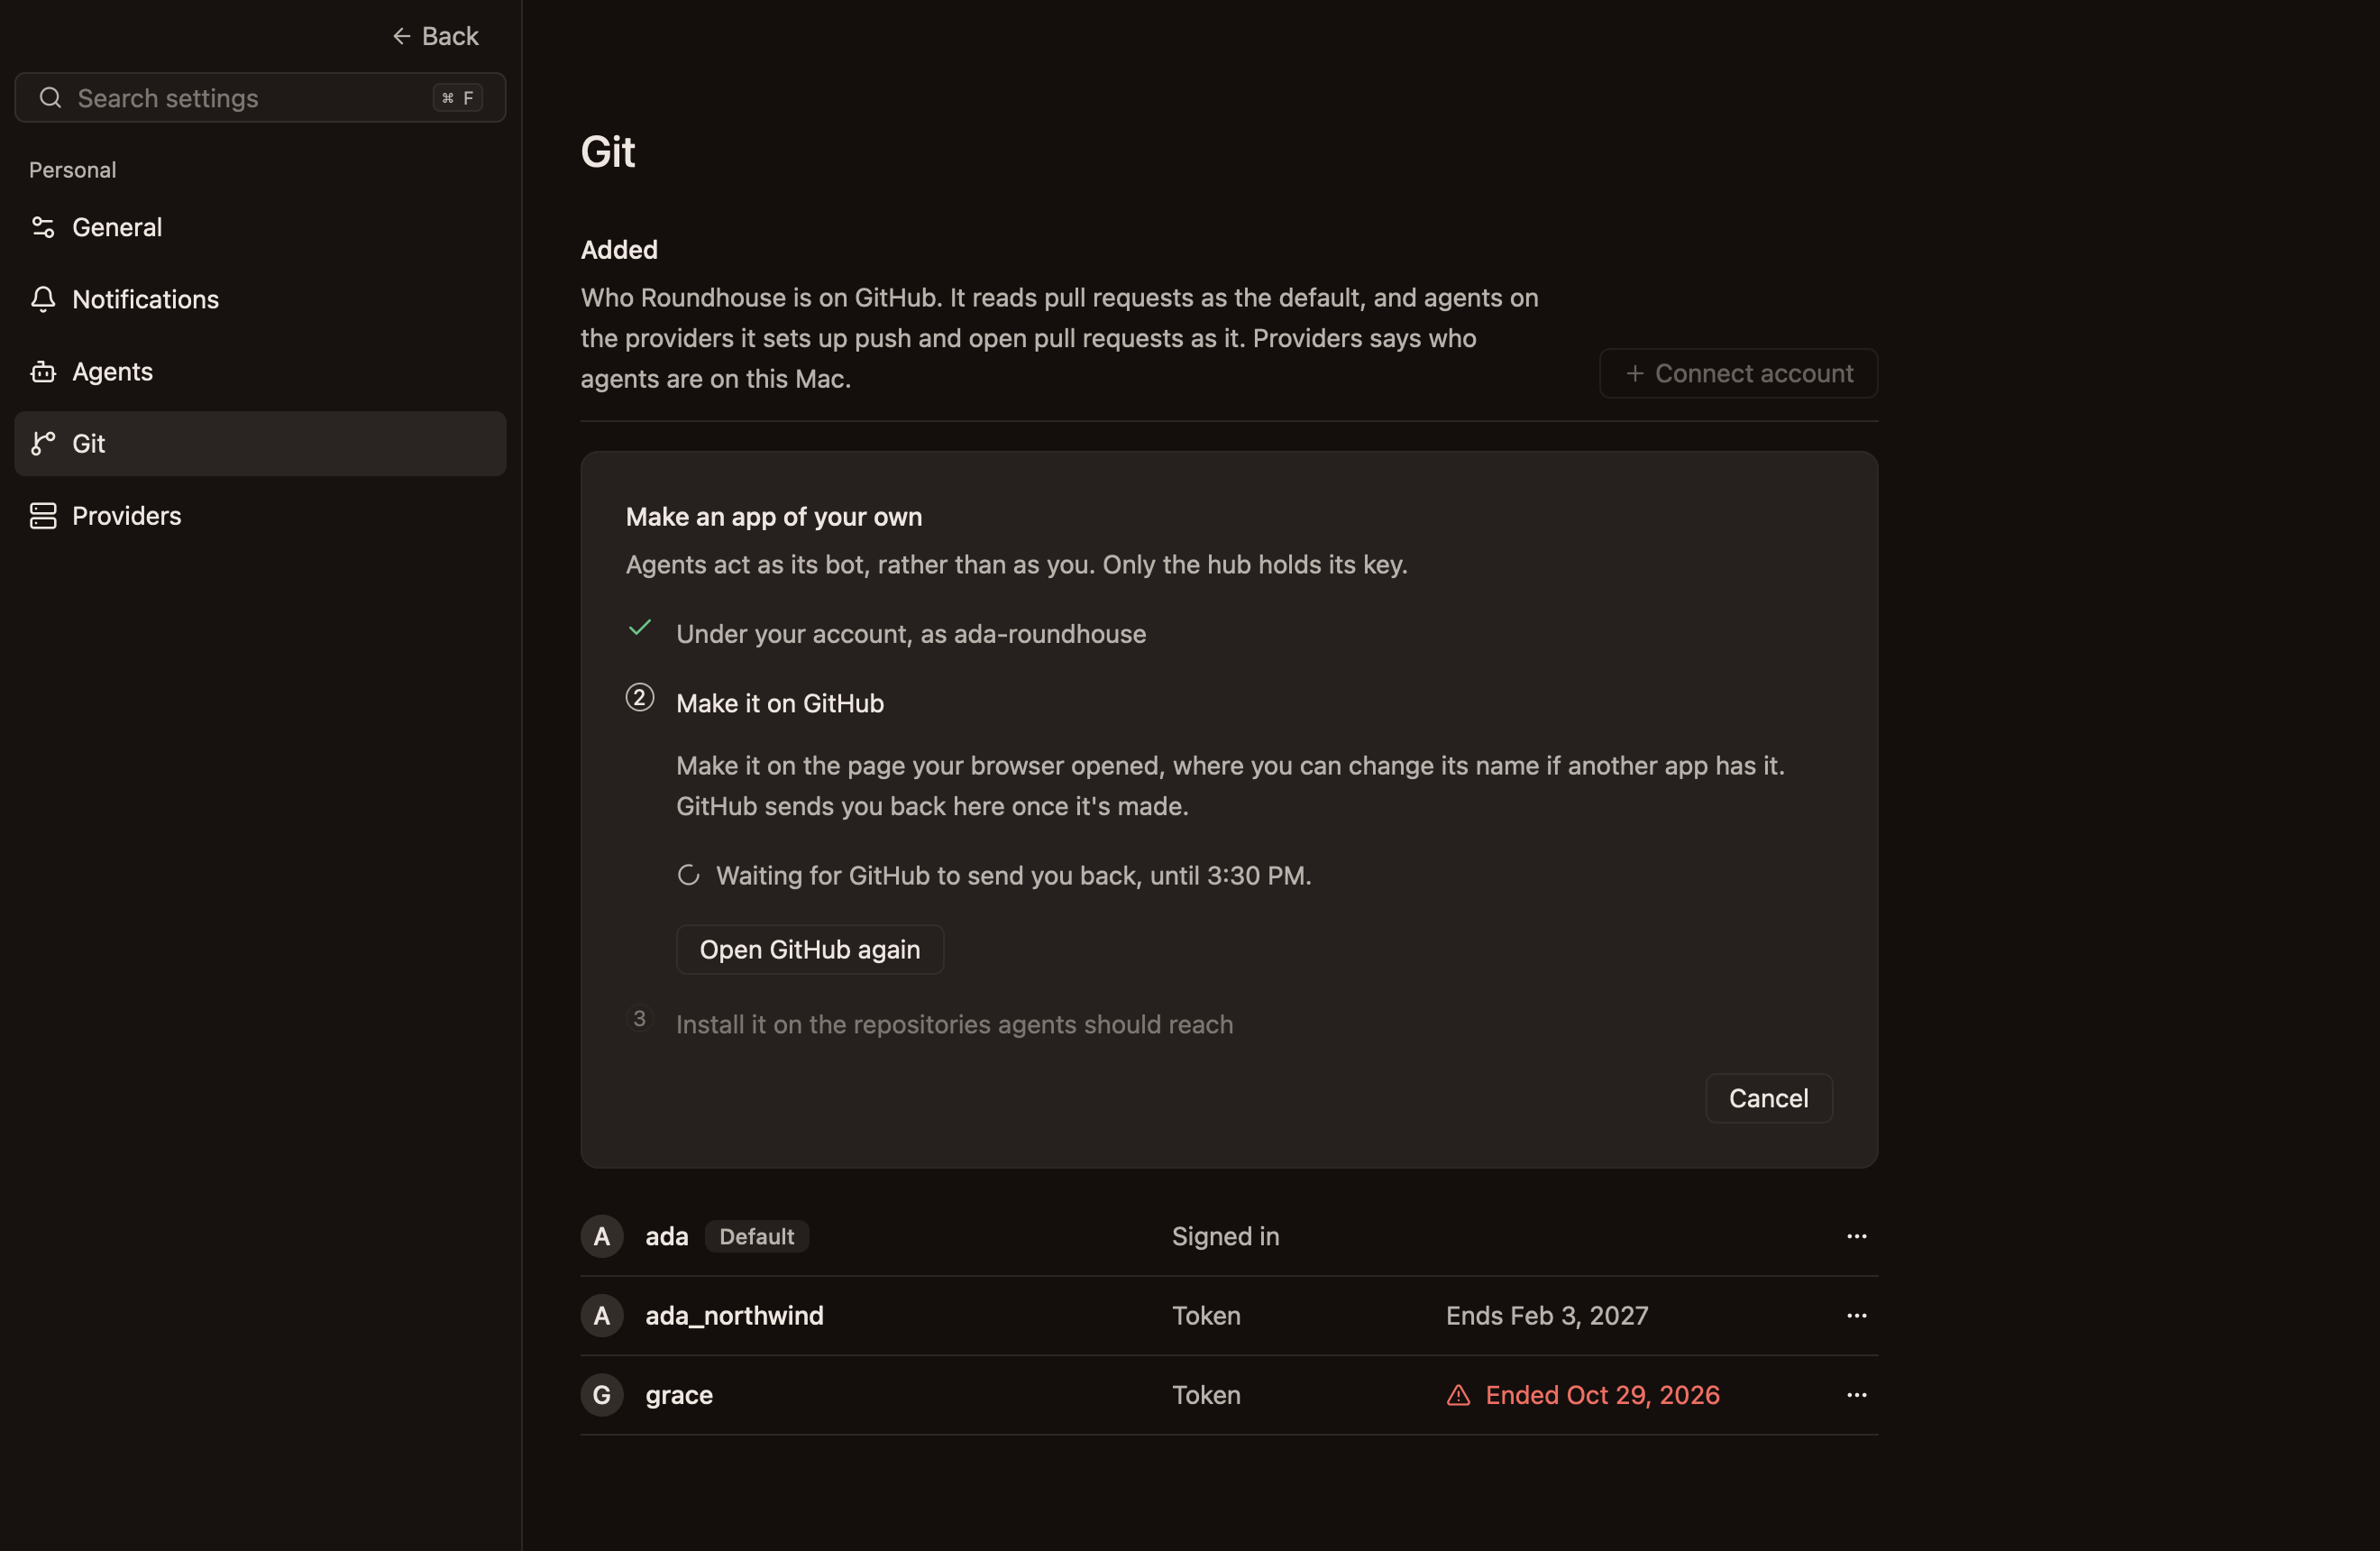 Back
Search settings
⌘ F
Personal
General
Notifications
Agents
Git
Providers
Git
Added
Who Roundhouse is on GitHub. It reads pull requests as the default, and agents on
the providers it sets up push and open pull requests as it. Providers says who
agents are on this Mac.
+ Connect account
Make an app of your own
Agents act as its bot, rather than as you. Only the hub holds its key.
Under your account, as ada-roundhouse
2 Make it on GitHub
Make it on the page your browser opened, where you can change its name if another app has it.
GitHub sends you back here once it's made.
Waiting for GitHub to send you back, until 3:30 PM.
Open GitHub again
3 Install it on the repositories agents should reach
Cancel
A ada Default Signed in
A ada_northwind Token Ends Feb 3, 2027
G grace Token Ended Oct 29, 2026